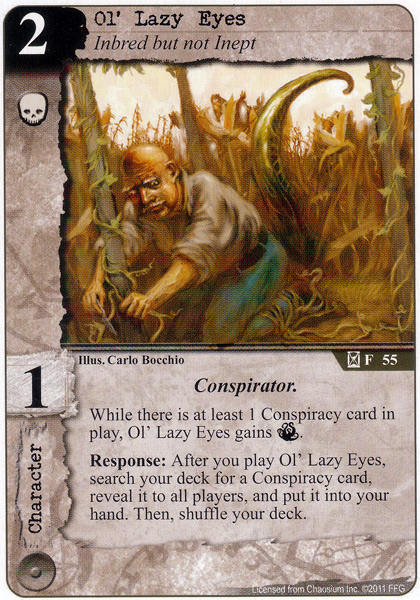 2
Ol' Lazy Eyes
Inbred but not Inept
Illus. Carlo Bocchio
F 55
1
Conspirator.
While there is at least 1 Conspiracy card in
play, Ol' Lazy Eyes gains .
Response: After you play Ol' Lazy Eyes,
search your deck for a Conspiracy card,
reveal it to all players, and put it into your
hand. Then, shuffle your deck.
Character
Licensed from Chaosium Inc. ©2011 FFG